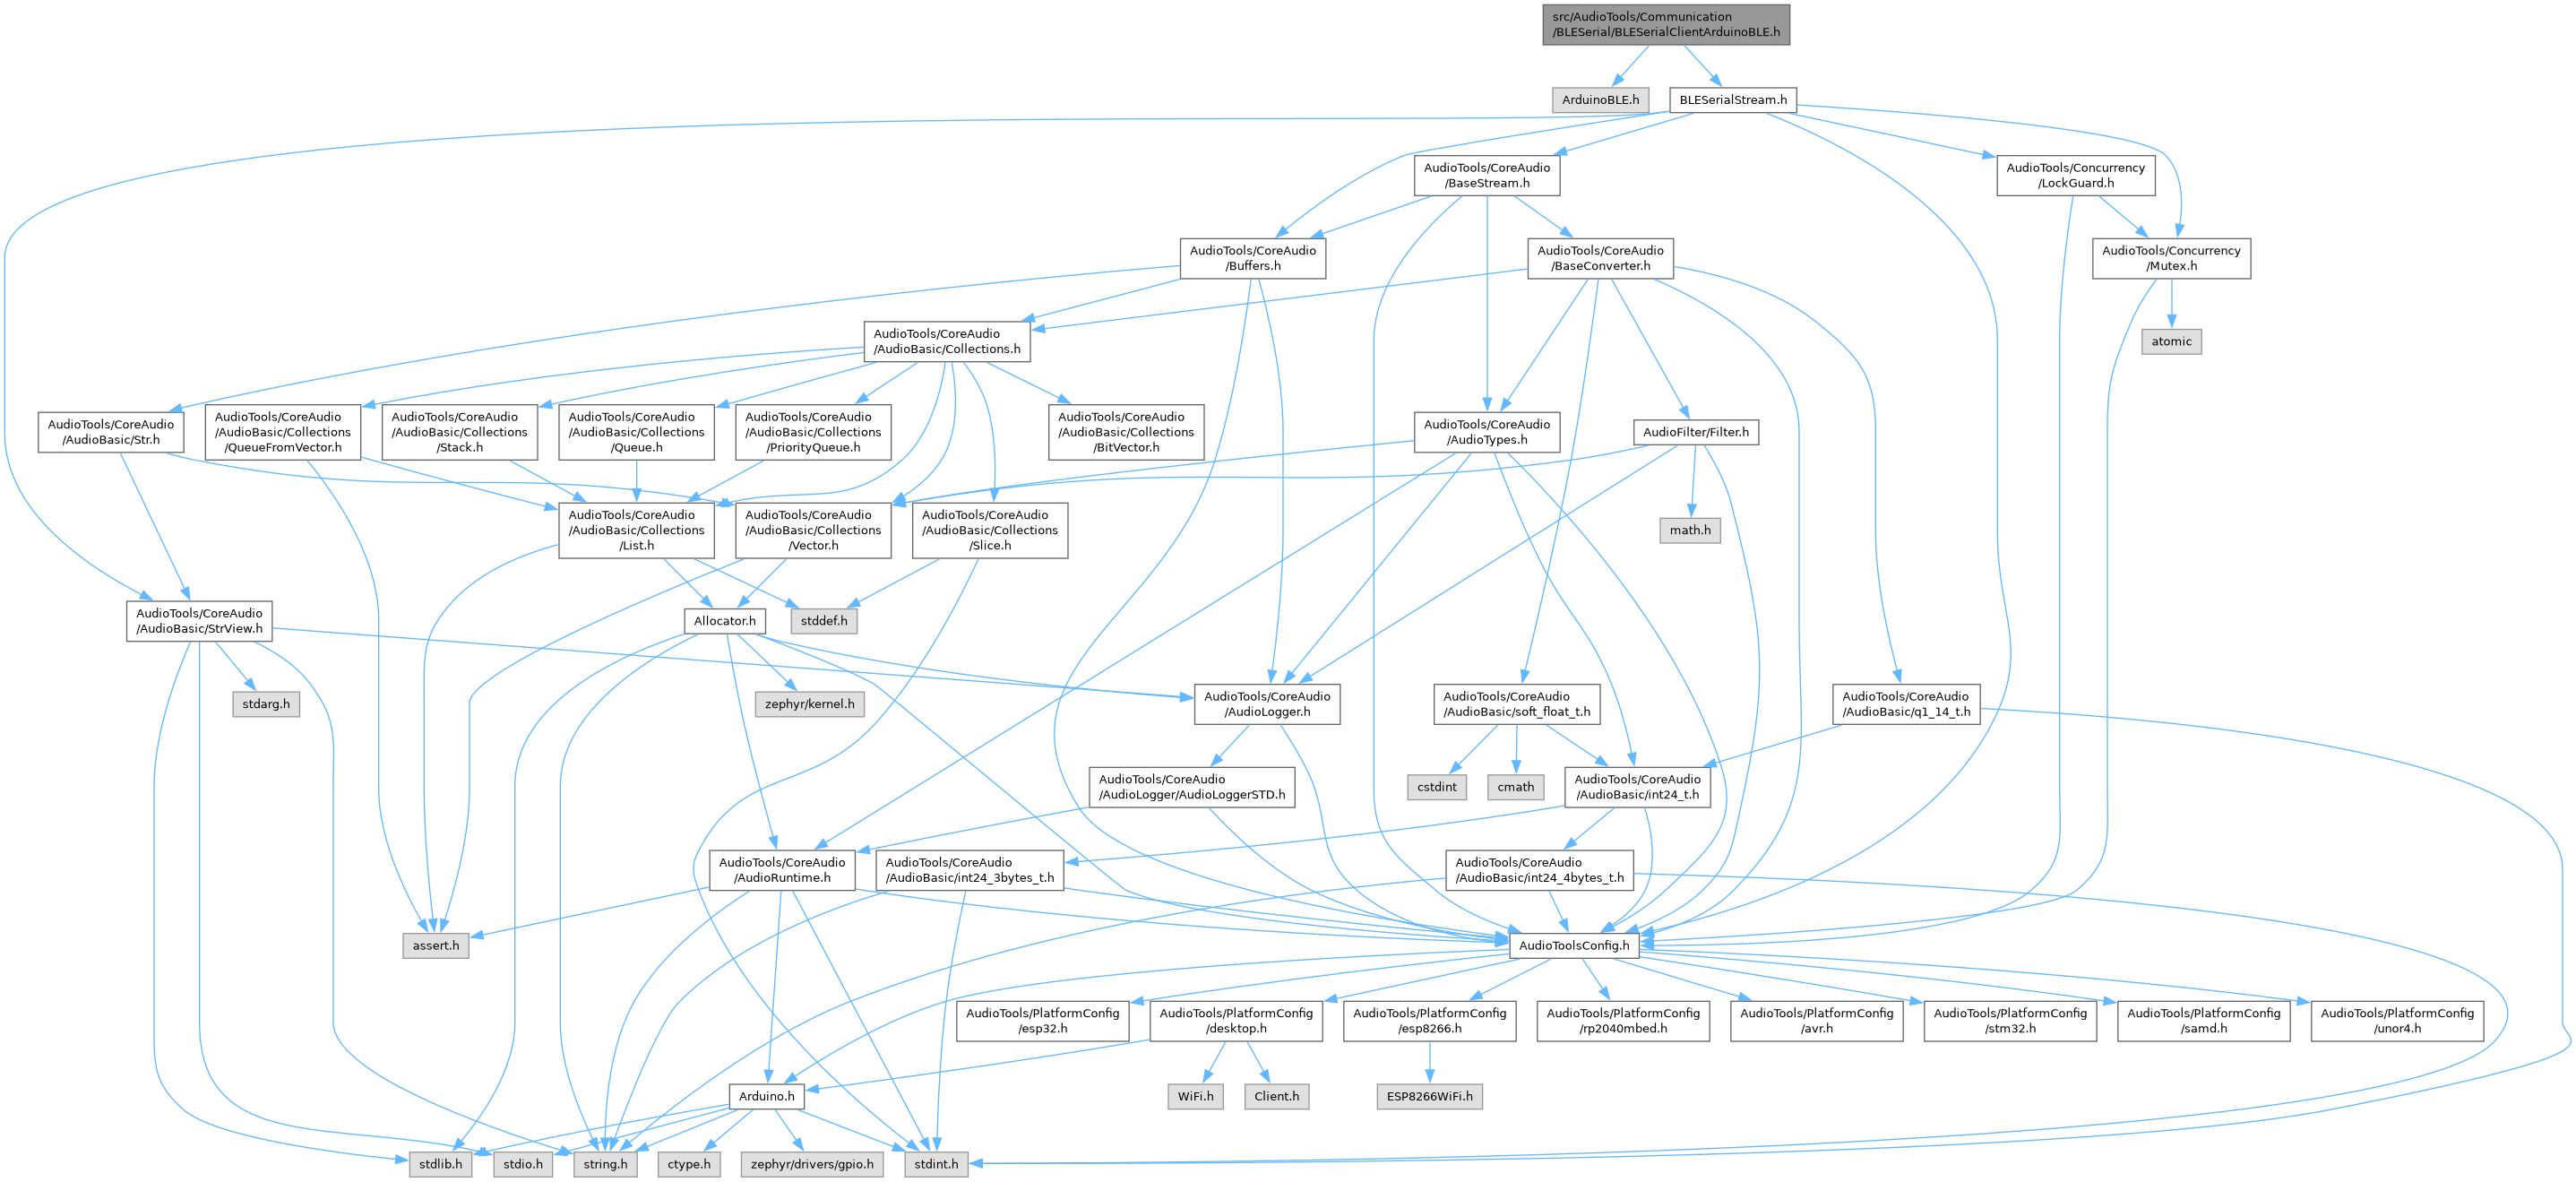 src/AudioTools/Communication
/BLESerial/BLESerialClientArduinoBLE.h
ArduinoBLE.h
BLESerialStream.h
AudioTools/CoreAudio
/BaseStream.h
AudioTools/Concurrency
/LockGuard.h
AudioTools/CoreAudio
/Buffers.h
AudioTools/CoreAudio
/BaseConverter.h
AudioTools/Concurrency
/Mutex.h
AudioTools/CoreAudio
/AudioBasic/Collections.h
atomic
AudioTools/CoreAudio
/AudioBasic/Str.h
AudioTools/CoreAudio
/AudioBasic/Collections
/QueueFromVector.h
AudioTools/CoreAudio
/AudioBasic/Collections
/Stack.h
AudioTools/CoreAudio
/AudioBasic/Collections
/Queue.h
AudioTools/CoreAudio
/AudioBasic/Collections
/PriorityQueue.h
AudioTools/CoreAudio
/AudioBasic/Collections
/BitVector.h
AudioTools/CoreAudio
/AudioTypes.h
AudioFilter/Filter.h
AudioTools/CoreAudio
/AudioBasic/Collections
/List.h
AudioTools/CoreAudio
/AudioBasic/Collections
/Vector.h
AudioTools/CoreAudio
/AudioBasic/Collections
/Slice.h
math.h
AudioTools/CoreAudio
/AudioBasic/StrView.h
Allocator.h
stddef.h
stdarg.h
zephyr/kernel.h
AudioTools/CoreAudio
/AudioLogger.h
AudioTools/CoreAudio
/AudioBasic/soft_float_t.h
AudioTools/CoreAudio
/AudioBasic/q1_14_t.h
AudioTools/CoreAudio
/AudioLogger/AudioLoggerSTD.h
cstdint
cmath
AudioTools/CoreAudio
/AudioBasic/int24_t.h
AudioTools/CoreAudio
/AudioRuntime.h
AudioTools/CoreAudio
/AudioBasic/int24_3bytes_t.h
AudioTools/CoreAudio
/AudioBasic/int24_4bytes_t.h
assert.h
AudioToolsConfig.h
AudioTools/PlatformConfig
/esp32.h
AudioTools/PlatformConfig
/desktop.h
AudioTools/PlatformConfig
/esp8266.h
AudioTools/PlatformConfig
/rp2040mbed.h
AudioTools/PlatformConfig
/avr.h
AudioTools/PlatformConfig
/stm32.h
AudioTools/PlatformConfig
/samd.h
AudioTools/PlatformConfig
/unor4.h
Arduino.h
WiFi.h
Client.h
ESP8266WiFi.h
stdlib.h
stdio.h
string.h
ctype.h
zephyr/drivers/gpio.h
stdint.h